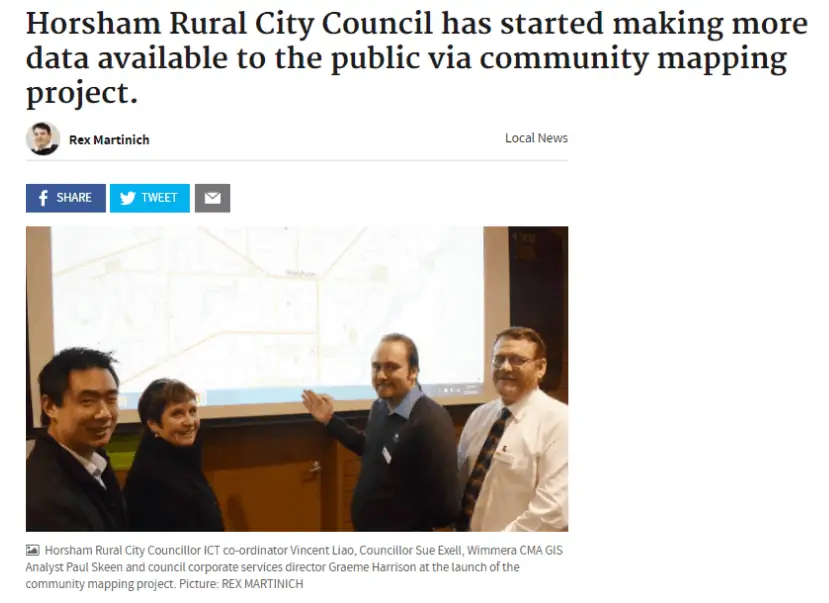 Horsham Rural City Council has started making more
data available to the public via community mapping
project.
Rex Martinich
Local News
SHARE
TWEET
Horsham Rural City Councillor ICT co-ordinator Vincent Liao, Councillor Sue Exell, Wimmera CMA GIS
Analyst Paul Skeen and council corporate services director Graeme Harrison at the launch of the
community mapping project. Picture: REX MARTINICH